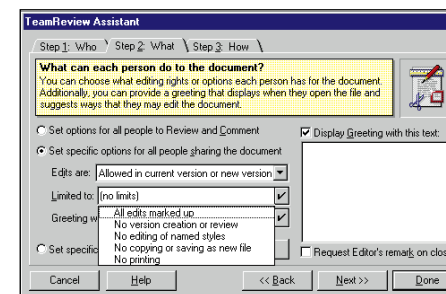 TeamReview Assistant
Step 1: Who Step 2: What Step 3: How
What can each person do to the document?
You can choose what editing rights or options each person has for the document.
Additionally, you can provide a greeting that displays when they open the file and
suggests ways that they may edit the document.
Set options for all people to Review and Comment
Display Greeting with this text:
Set specific options for all people sharing the document
Edits are: Allowed in current version or new version
Limited to: (no limits)
All edits marked up
Greeting
No version creation or review
No editing of named styles
Set specific
No copying or saving as new file
Request Editor's remark on
No printing
Cancel Help << Back Next >> Done